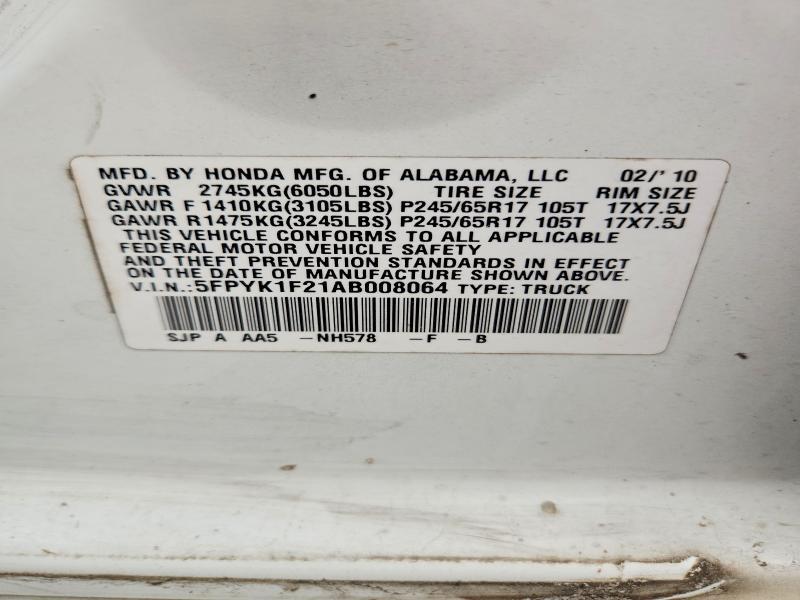 MFD. BY HONDA MFG. OF ALABAMA, LLC 02/'10
GVWR 2745KG(6050LBS) TIRE SIZE RIM SIZE
GAWR F 1410KG(3105LBS) P245/65R17 105T 17X7.5J
GAWR R 1475KG(3245LBS) P245/65R17 105T 17X7.5J
THIS VEHICLE CONFORMS TO ALL APPLICABLE
FEDERAL MOTOR VEHICLE SAFETY
AND THEFT PREVENTION STANDARDS IN EFFECT
ON THE DATE OF MANUFACTURE SHOWN ABOVE.
V.I.N.:5FPYK1F21AB008064 TYPE: TRUCK
SJP A AA5 -NH578 -F -B